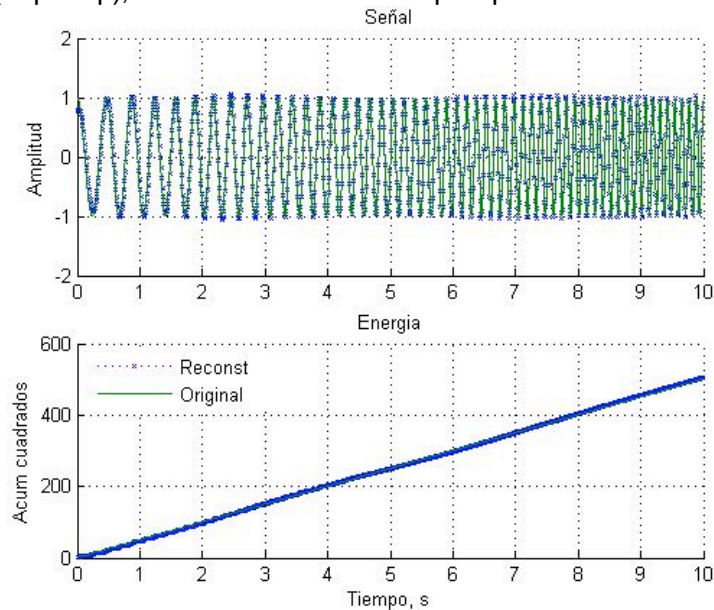 Señal
2
1
0
-1
-2
Amplitud
0 1 2 3 4 5 6 7 8 9 10
Energia
600
400
200
0
Acum cuadrados
Reconst
Original
0 1 2 3 4 5 6 7 8 9 10
Tiempo, s